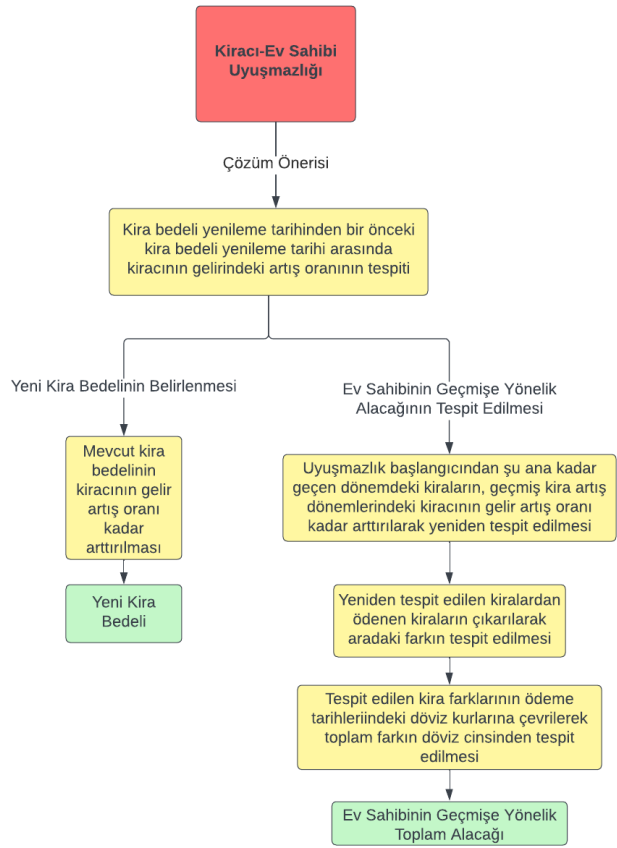 Kiracı-Ev Sahibi
Uyuşmazlığı
Çözüm Önerisi
Kira bedeli yenileme tarihinden bir önceki
kira bedeli yenileme tarihi arasında
kiracının gelirindeki artış oranının tespiti
Yeni Kira Bedelinin Belirlenmesi
Mevcut kira
bedelinin
kiracının gelir
artış oranı
kadar
arttırılması
Yeni Kira
Bedeli
Ev Sahibinin Geçmişe Yönelik
Alacağının Tespit Edilmesi
Uyuşmazlık başlangıcından şu ana kadar
geçen dönemdeki kiraların, geçmiş kira artış
dönemlerindeki kiracının gelir artış oranı
kadar arttırılarak yeniden tespit edilmesi
Yeniden tespit edilen kiralardan
ödenen kiraların çıkarılarak
aradaki farkın tespit edilmesi
Tespit edilen kira farklarının ödeme
tarihleriindeki döviz kurlarına çevrilerek
toplam farkın döviz cinsinden tespit
edilmesi
Ev Sahibinin Geçmişe Yönelik
Toplam Alacağı